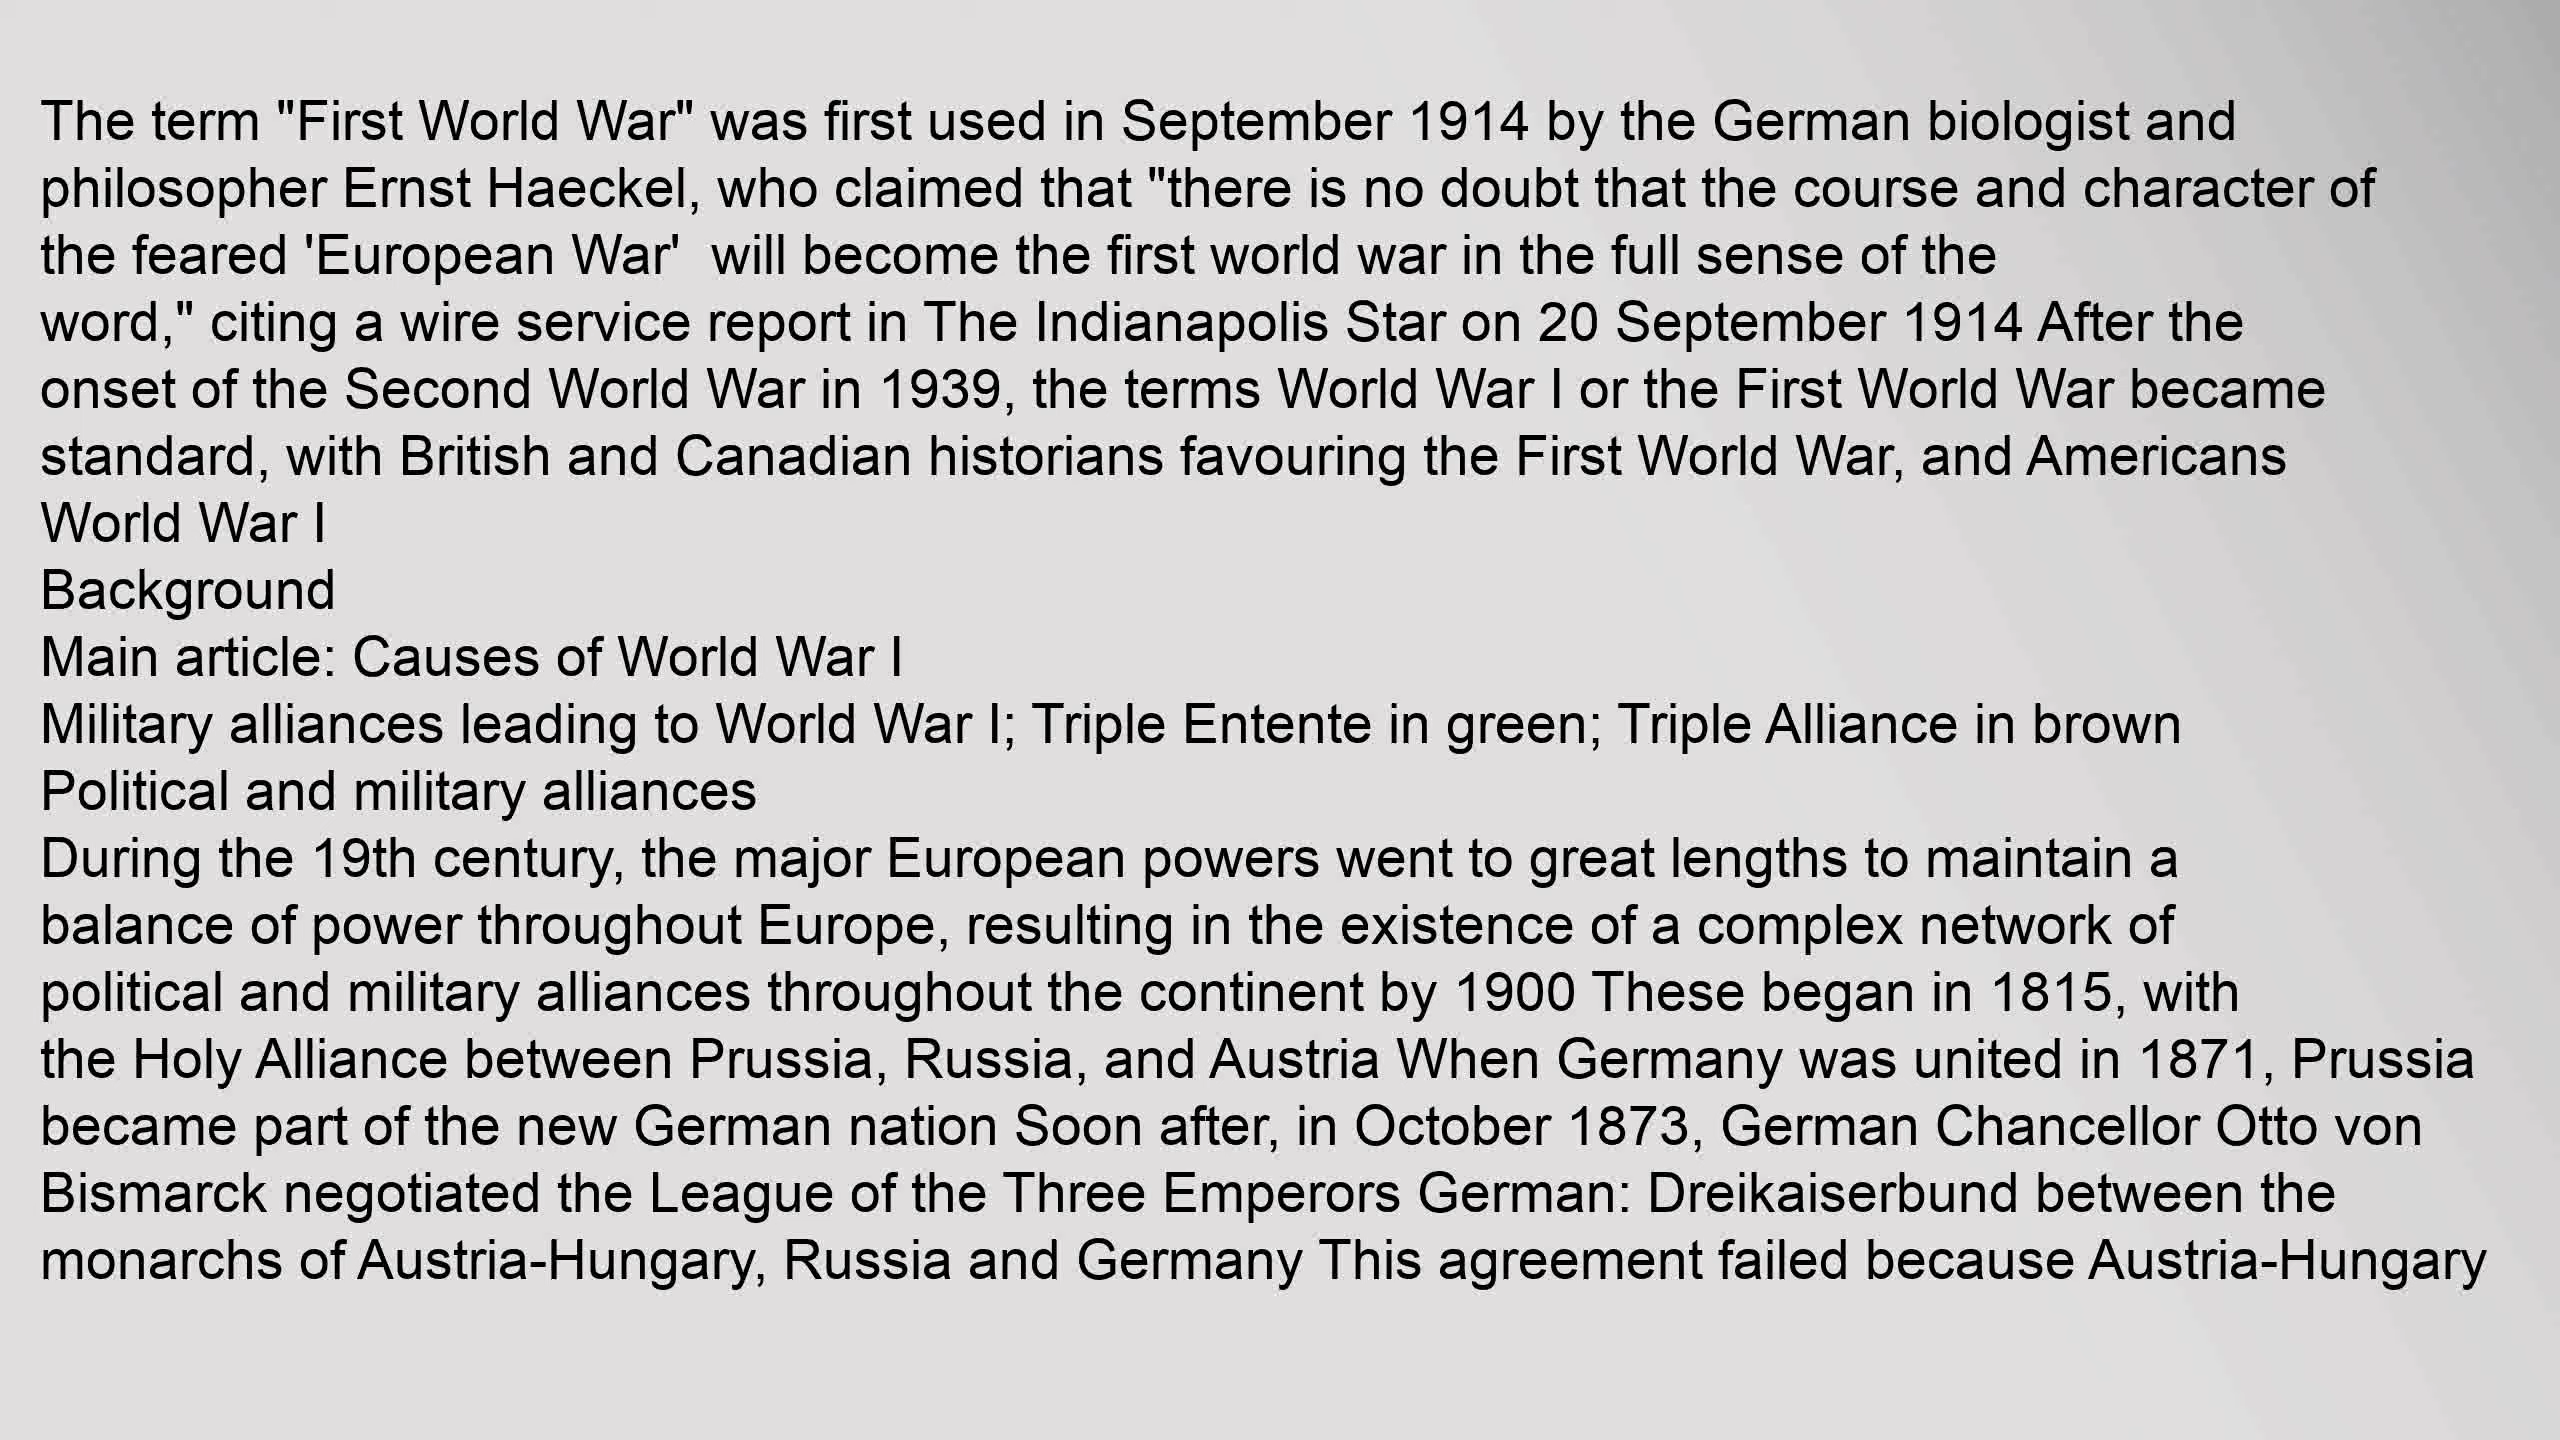 The term "First World War" was first used in September 1914 by the German biologist and
philosopher Ernst Haeckel, who claimed that "there is no doubt that the course and character of
the feared 'European War'  will become the first world war in the full sense of the
word," citing a wire service report in The Indianapolis Star on 20 September 1914 After the
onset of the Second World War in 1939, the terms World War I or the First World War became
standard, with British and Canadian historians favouring the First World War, and Americans
World War I
Background
Main article: Causes of World War I
Military alliances leading to World War I; Triple Entente in green; Triple Alliance in brown
Political and military alliances
During the 19th century, the major European powers went to great lengths to maintain a
balance of power throughout Europe, resulting in the existence of a complex network of
political and military alliances throughout the continent by 1900 These began in 1815, with
the Holy Alliance between Prussia, Russia, and Austria When Germany was united in 1871, Prussia
became part of the new German nation Soon after, in October 1873, German Chancellor Otto von
Bismarck negotiated the League of the Three Emperors German: Dreikaiserbund between the
monarchs of Austria-Hungary, Russia and Germany This agreement failed because Austria-Hungary